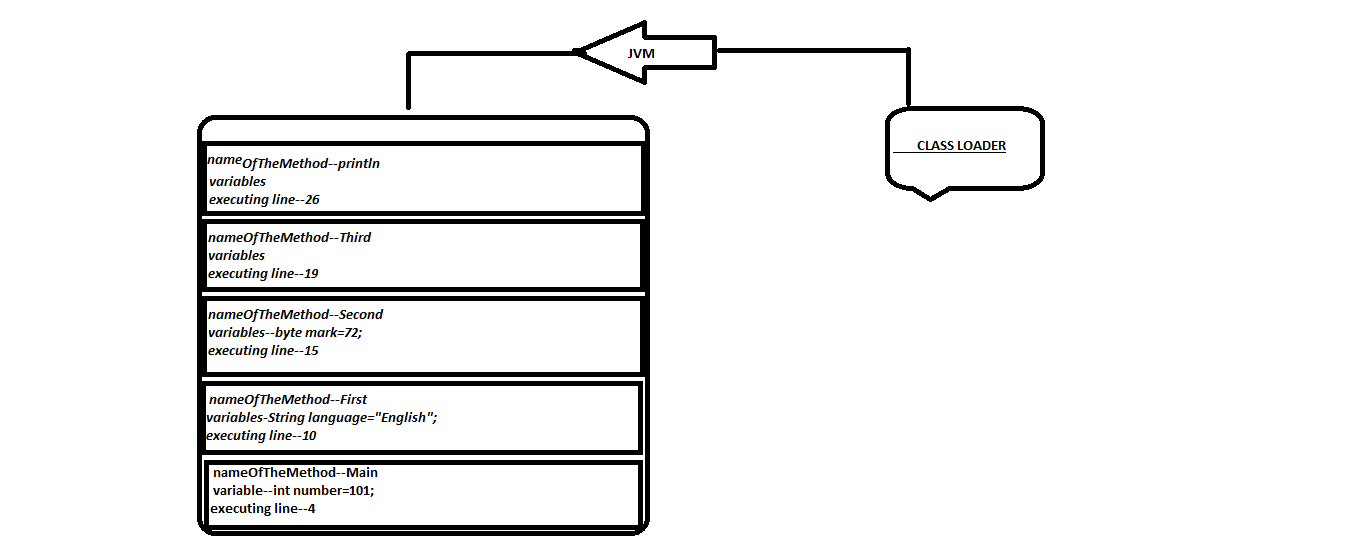 JVM
CLASS LOADER
nameOfTheMethod--println
variables
executing line--26
nameOfTheMethod--Third
variables
executing line--19
nameOfTheMethod--Second
variables--byte mark=72;
executing line--15
nameOfTheMethod--First
variables-String language="English";
executing line--10
nameOfTheMethod--Main
variable--int number=101;
executing line--4